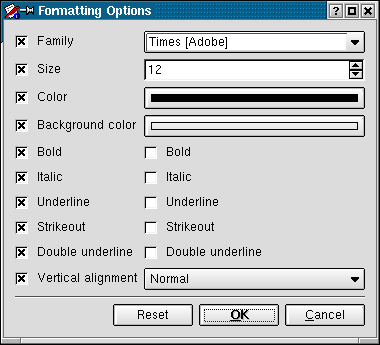 Formatting Options
Family Times [Adobe]
Size 12
Color
Background color
Bold Bold
Italic Italic
Underline Underline
Strikeout Strikeout
Double underline Double underline
Vertical alignment Normal
Reset OK Cancel